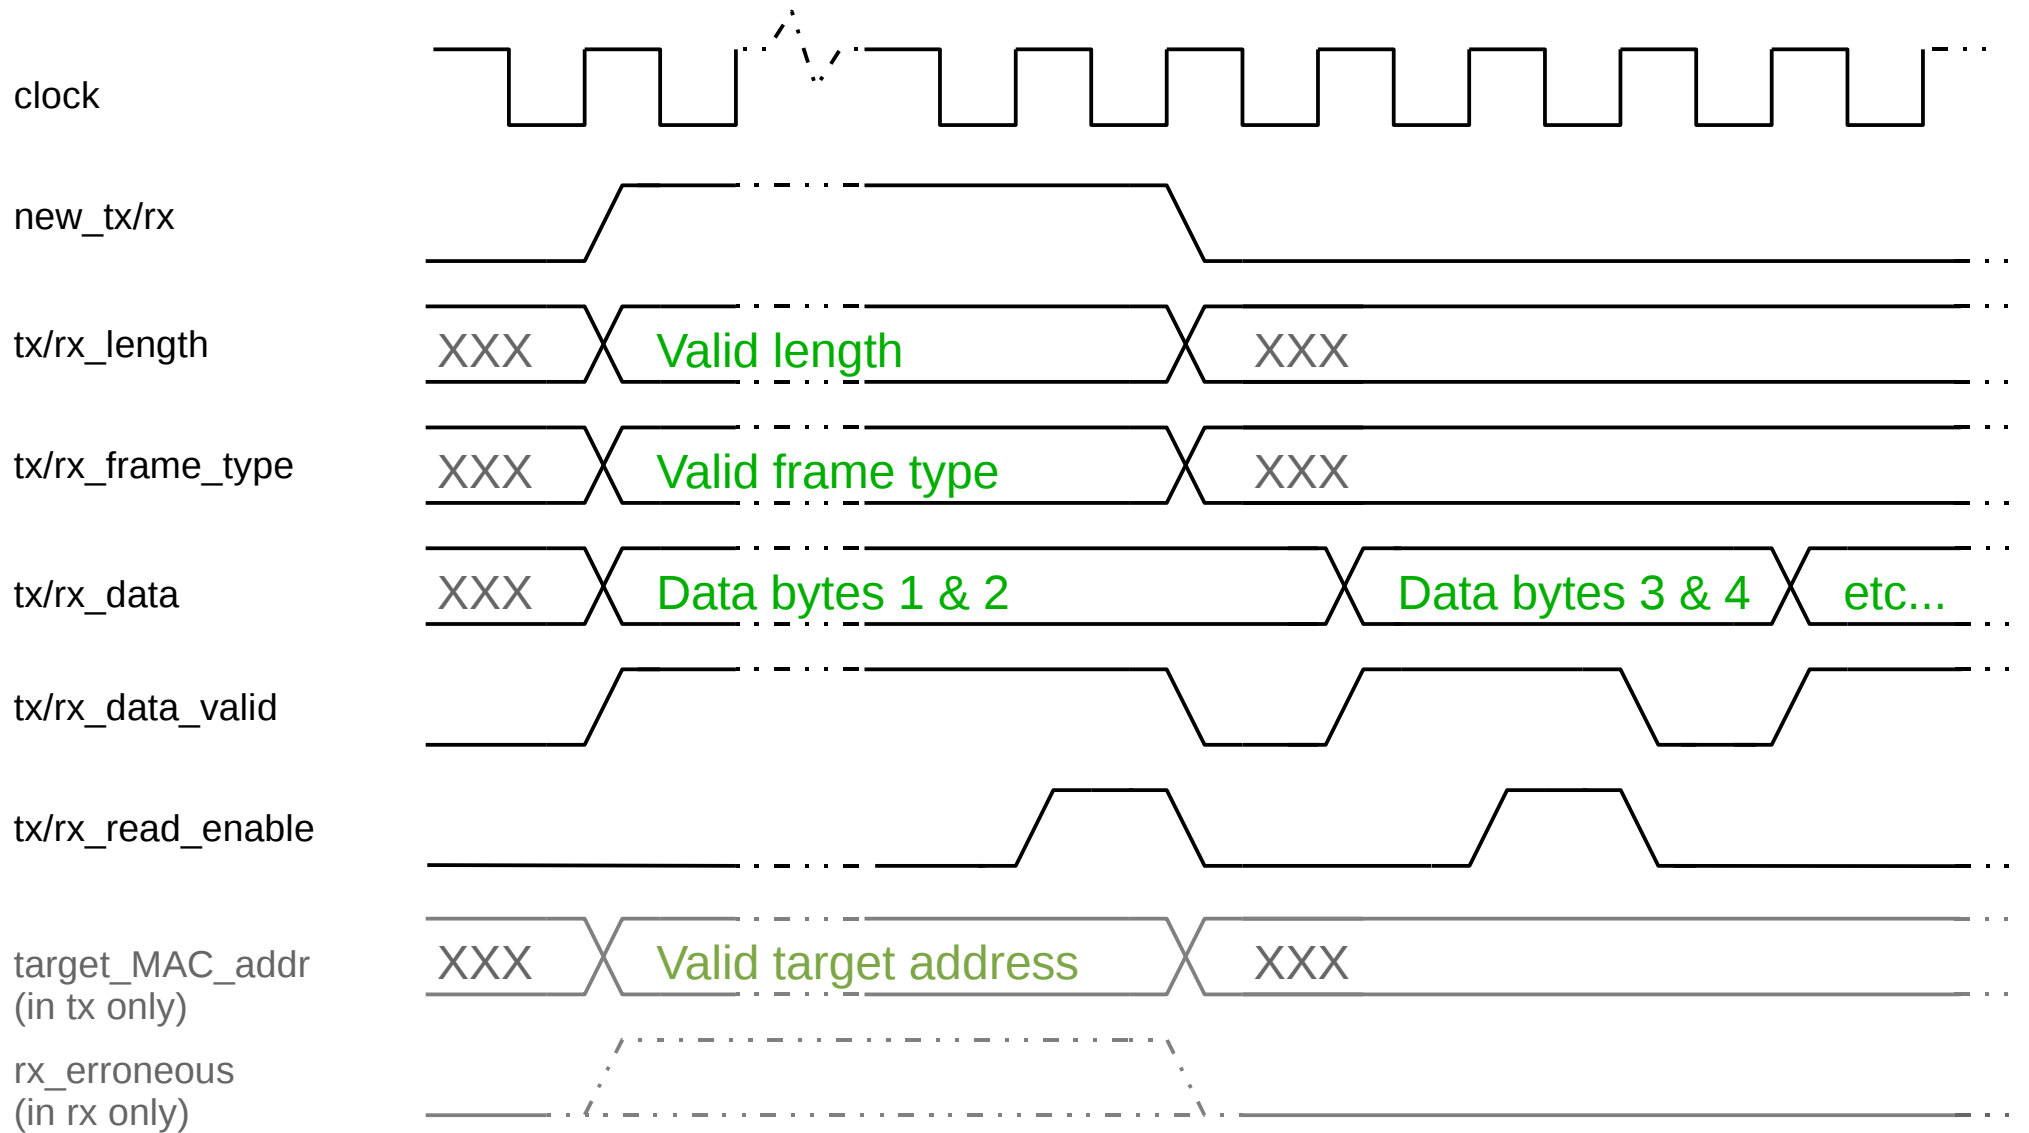 clock
new_tx/rx
tx/rx_length
XXX
Valid length
XXX
tx/rx_frame_type
XXX
Valid frame type
XXX
tx/rx_data
XXX
Data bytes 1 & 2
Data bytes 3 & 4
etc...
tx/rx_data_valid
tx/rx_read_enable
target_MAC_addr
(in tx only)
XXX
Valid target address
XXX
rx_erroneous
(in rx only)